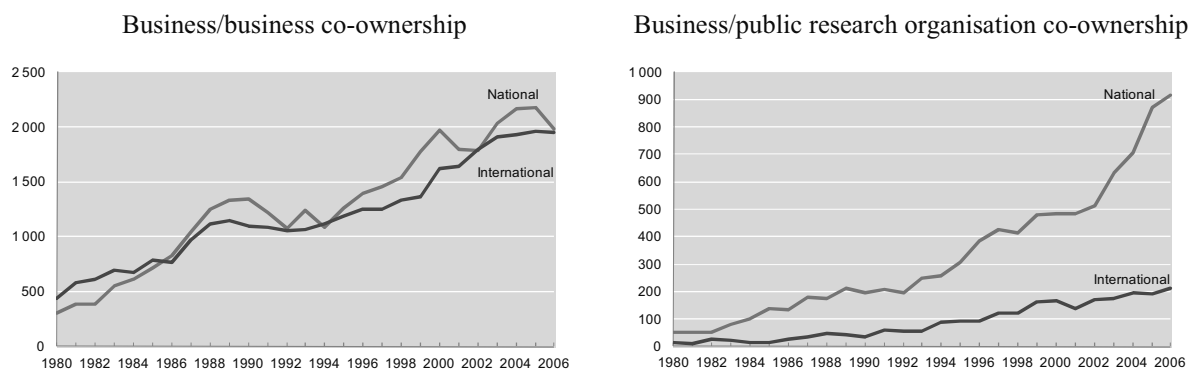 Business/business co-ownership
2 500
2 000
1 500
1 000
500
0
National
International
1980 1982 1984 1986 1988 1990 1992 1994 1996 1998 2000 2002 2004 2006
Business/public research organisation co-ownership
1 000
900
800
700
600
500
400
300
200
100
0
National
International
1980 1982 1984 1986 1988 1990 1992 1994 1996 1998 2000 2002 2004 2006